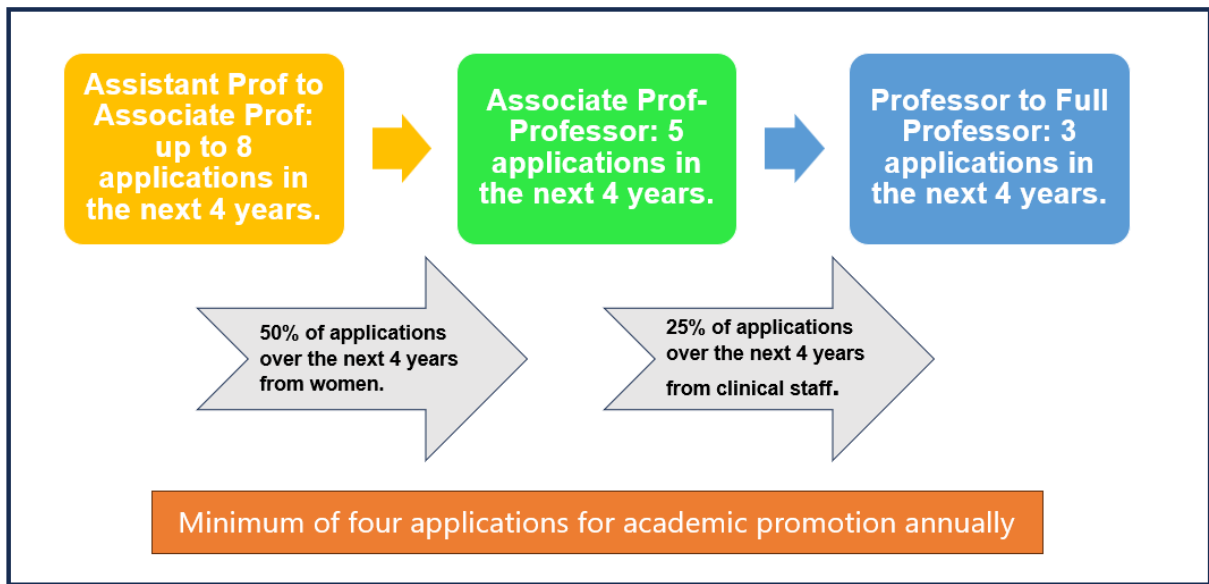 Assistant Prof to
Associate Prof:
up to 8
applications in
the next 4 years.
Associate Prof-
Professor: 5
applications in
the next 4 years.
Professor to Full
Professor: 3
applications in
the next 4 years.
50% of applications
over the next 4 years
from women.
25% of applications
over the next 4 years
from clinical staff.
Minimum of four applications for academic promotion annually